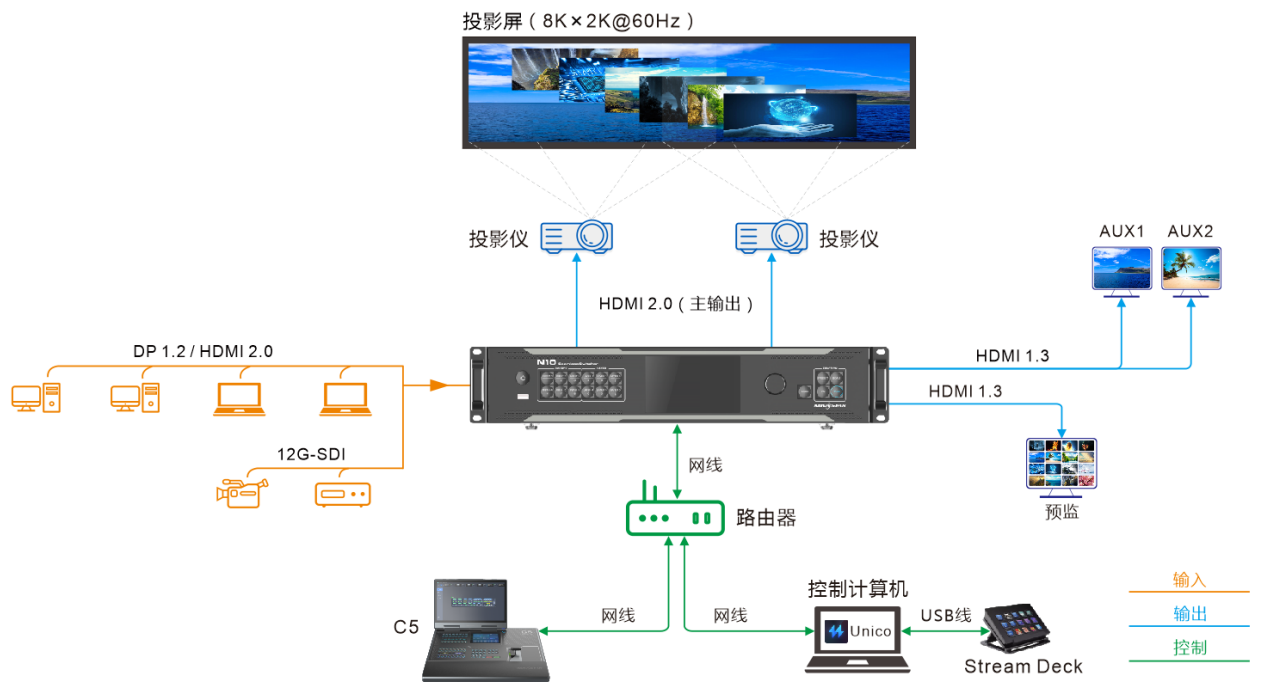 投影屏（8K×2K@60Hz）
投影仪
投影仪
AUX1
AUX2
HDMI 2.0（主输出）
DP 1.2 / HDMI 2.0
N10
HDMI 1.3
HDMI 1.3
12G-SDI
网线
预监
路由器
控制计算机
输入
网线
网线
USB线
输出
C5
Unico
控制
Stream Deck